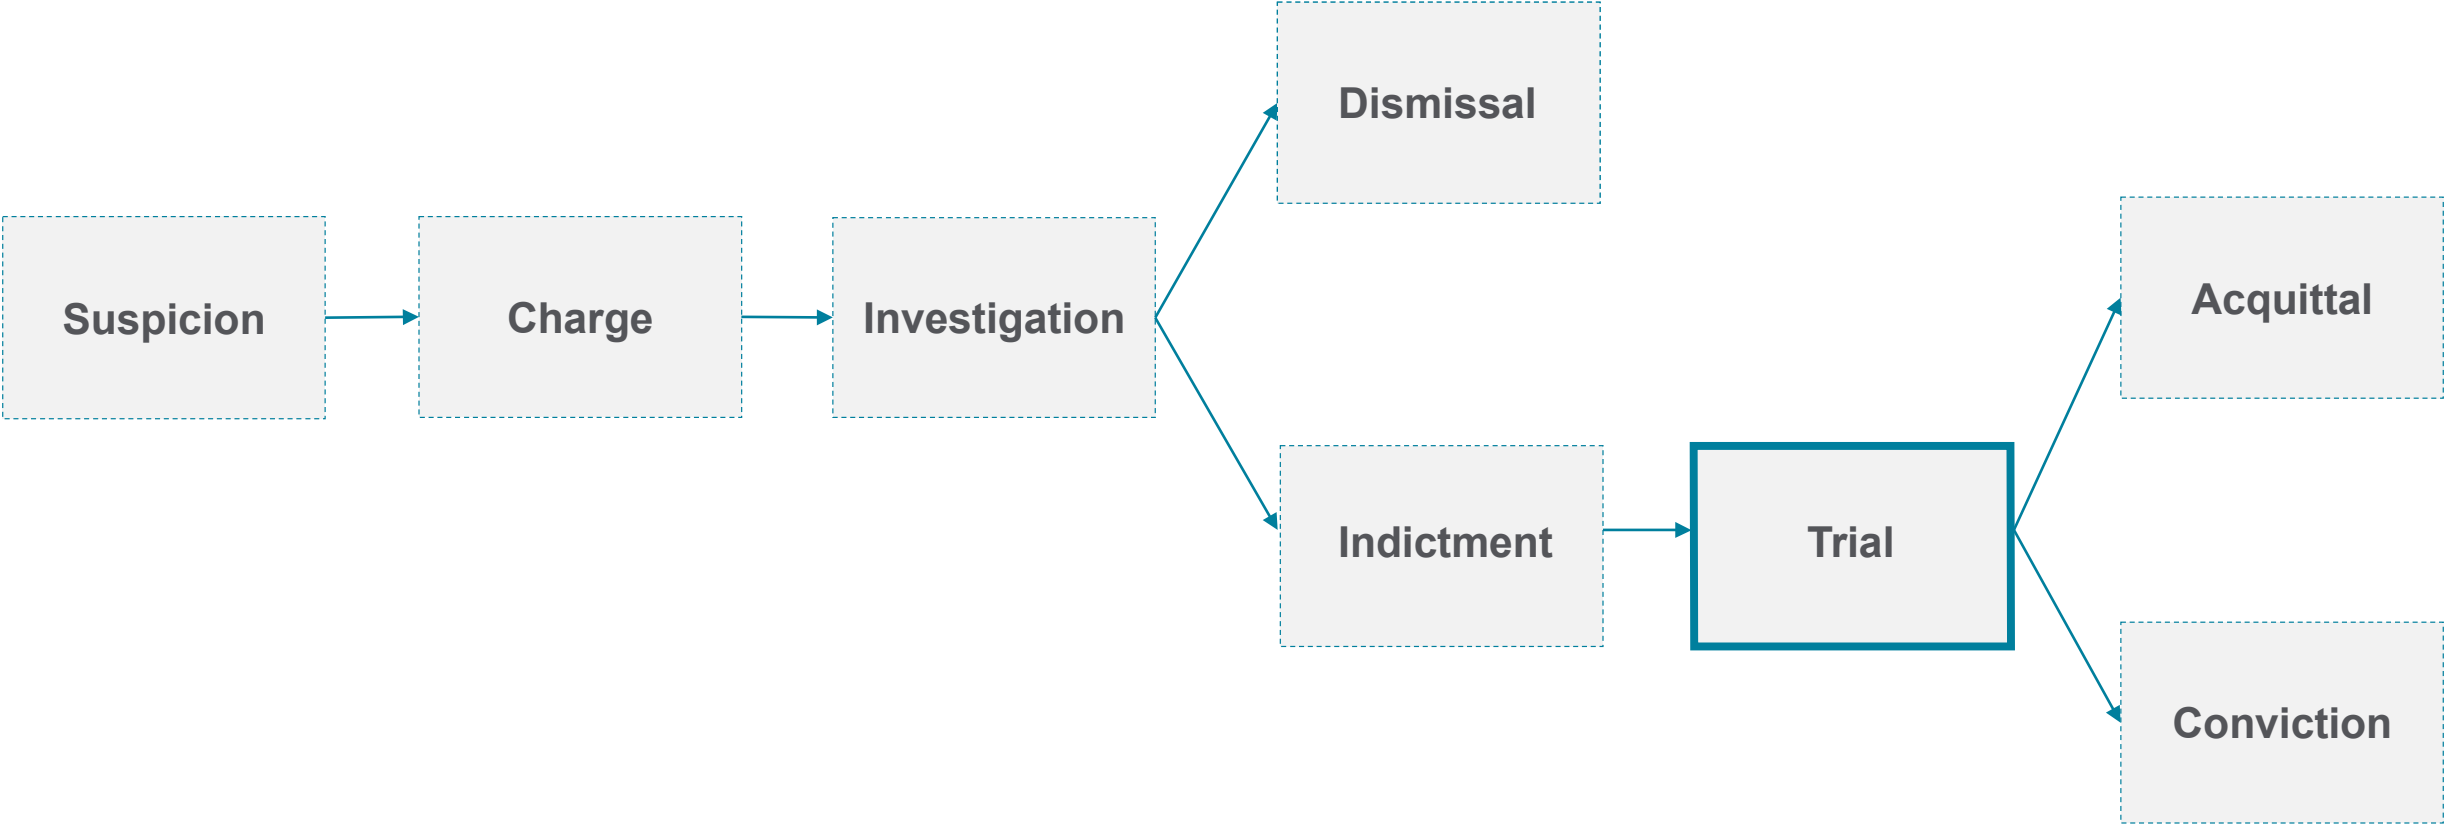 Suspicion
Charge
Investigation
Dismissal
Indictment
Trial
Acquittal
Conviction